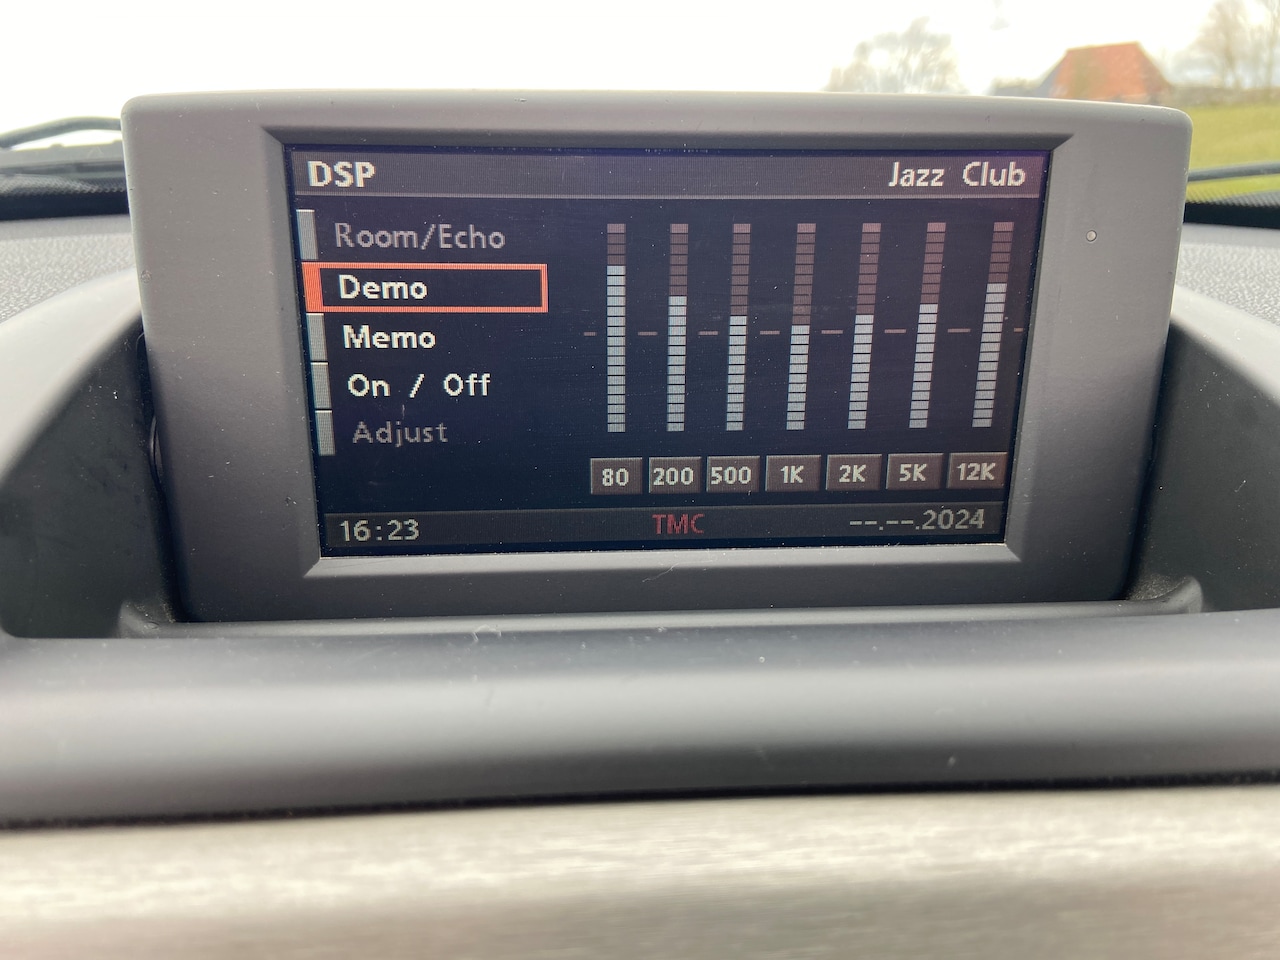 DSP Jazz Club
Room/Echo
Demo
Memo
On / Off
Adjust
80 200 500 1K 2K 5K 12K
16:23 TMC --.--.2024